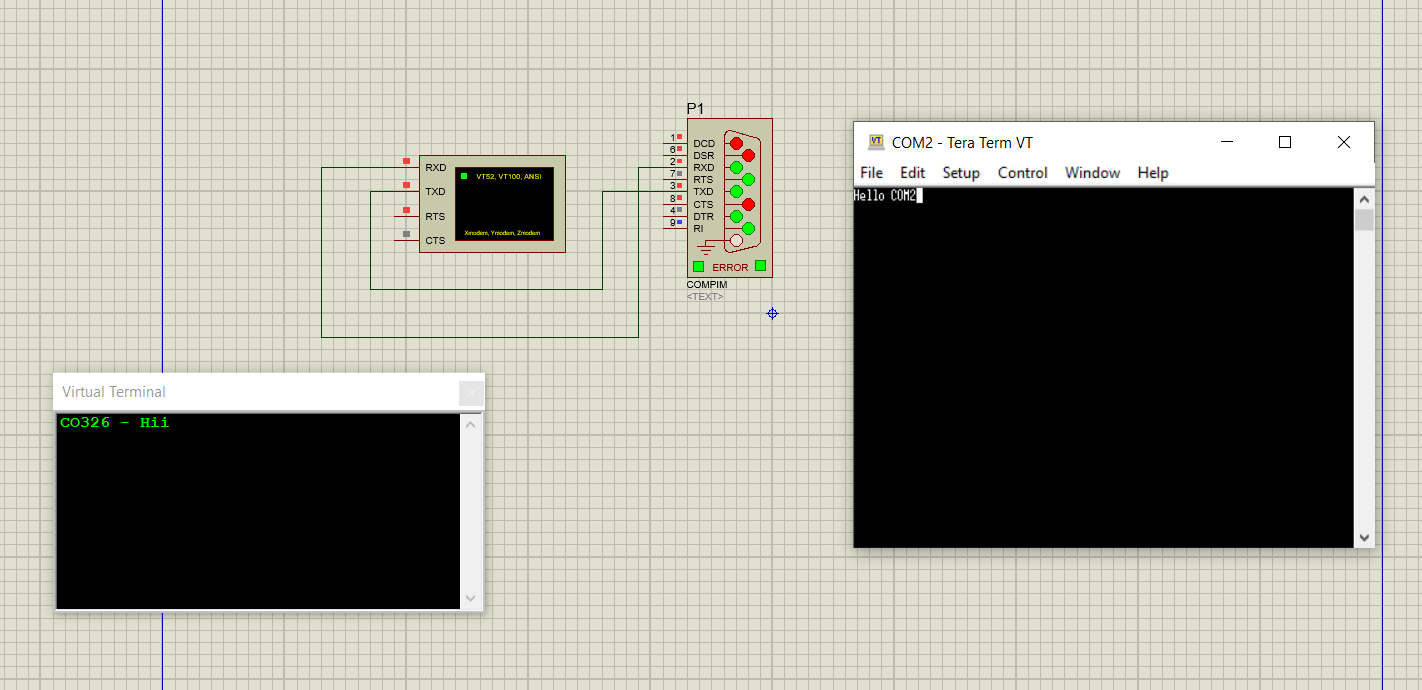 P1
1
DCD
6
DSR
2
RXD
7
RTS
3
TXD
8
CTS
4
DTR
9
RI
ERROR
COMPIM
<TEXT>
RXD
TXD
RTS
CTS
VT52, VT100, ANSI
Xmodem, Ymodem, Zmodem
VT
COM2 - Tera Term VT
File Edit Setup Control Window Help
Hello COM2
Virtual Terminal
CO326 - Hii